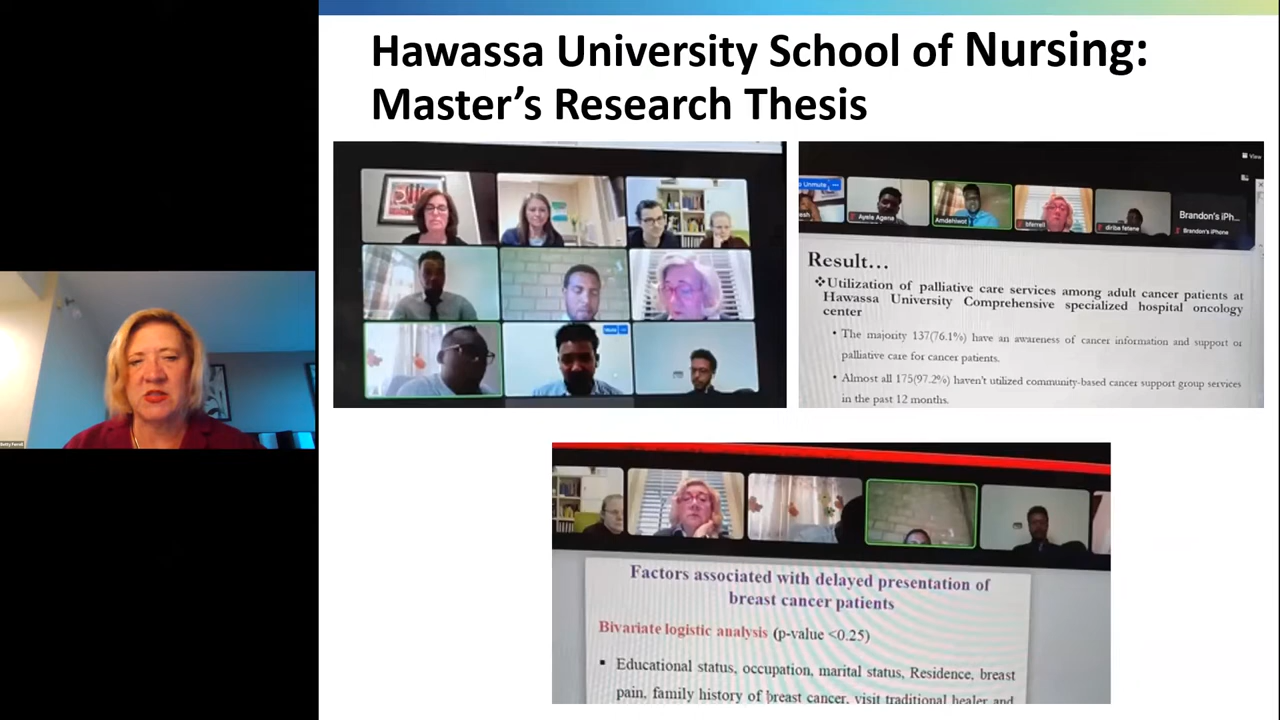 Hawassa University School of Nursing:
Master's Research Thesis
Mute
Unmute
View
Ayele Agena
Amdehiwot
bferrell
diriba felene
Brandon's iPh...
Brandon's iPhone
Result...
❖Utilization of palliative care services among adult cancer patients at
Hawassa University Comprehensive specialized hospital oncology
center
• The majority 137(76.1%) have an awareness of cancer information and support or
palliative care for cancer patients.
• Almost all 175(97.2%) haven't utilized community-based cancer support group services
in the past 12 months.
Betty Ferrell
Factors associated with delayed presentation of
breast cancer patients
Bivariate logistic analysis (p-value <0.25)
▪ Educational status, occupation, marital status, Residence, breast
pain, family history of breast cancer, visit traditional healer and